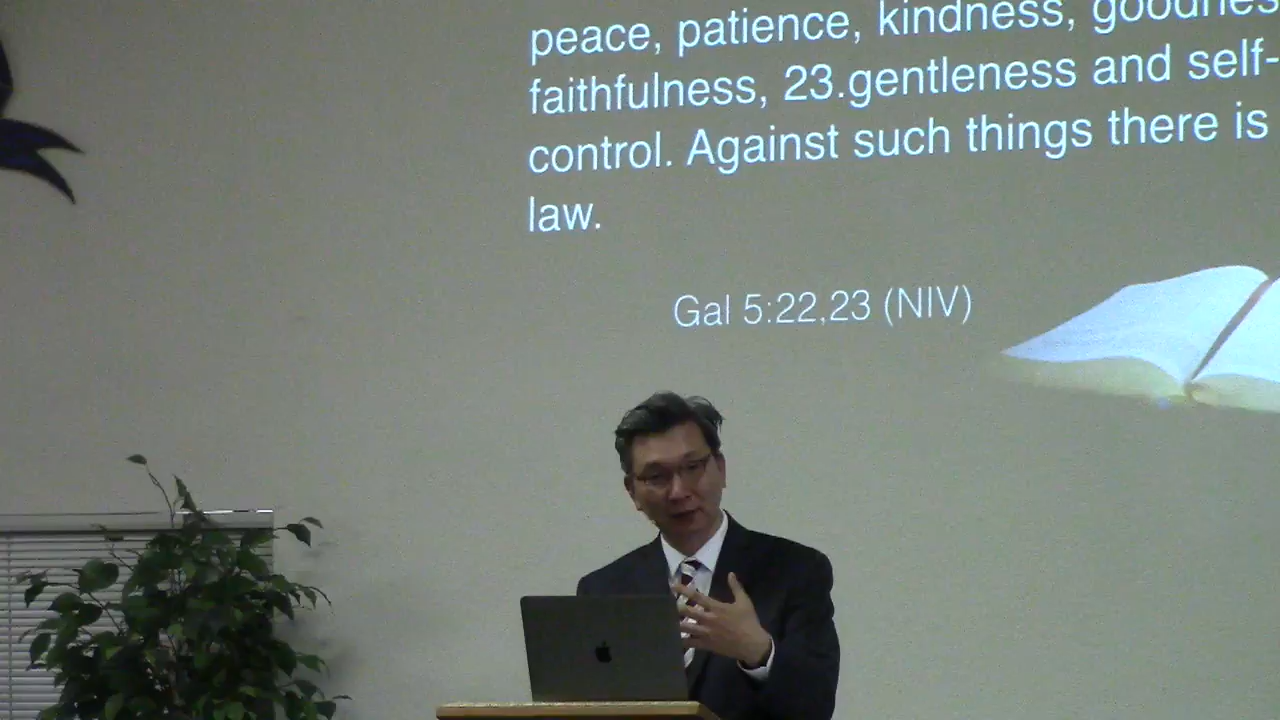 peace, patience, kindness, goodnes
faithfulness, 23.gentleness and self-
control. Against such things there is
law.
Gal 5:22,23 (NIV)